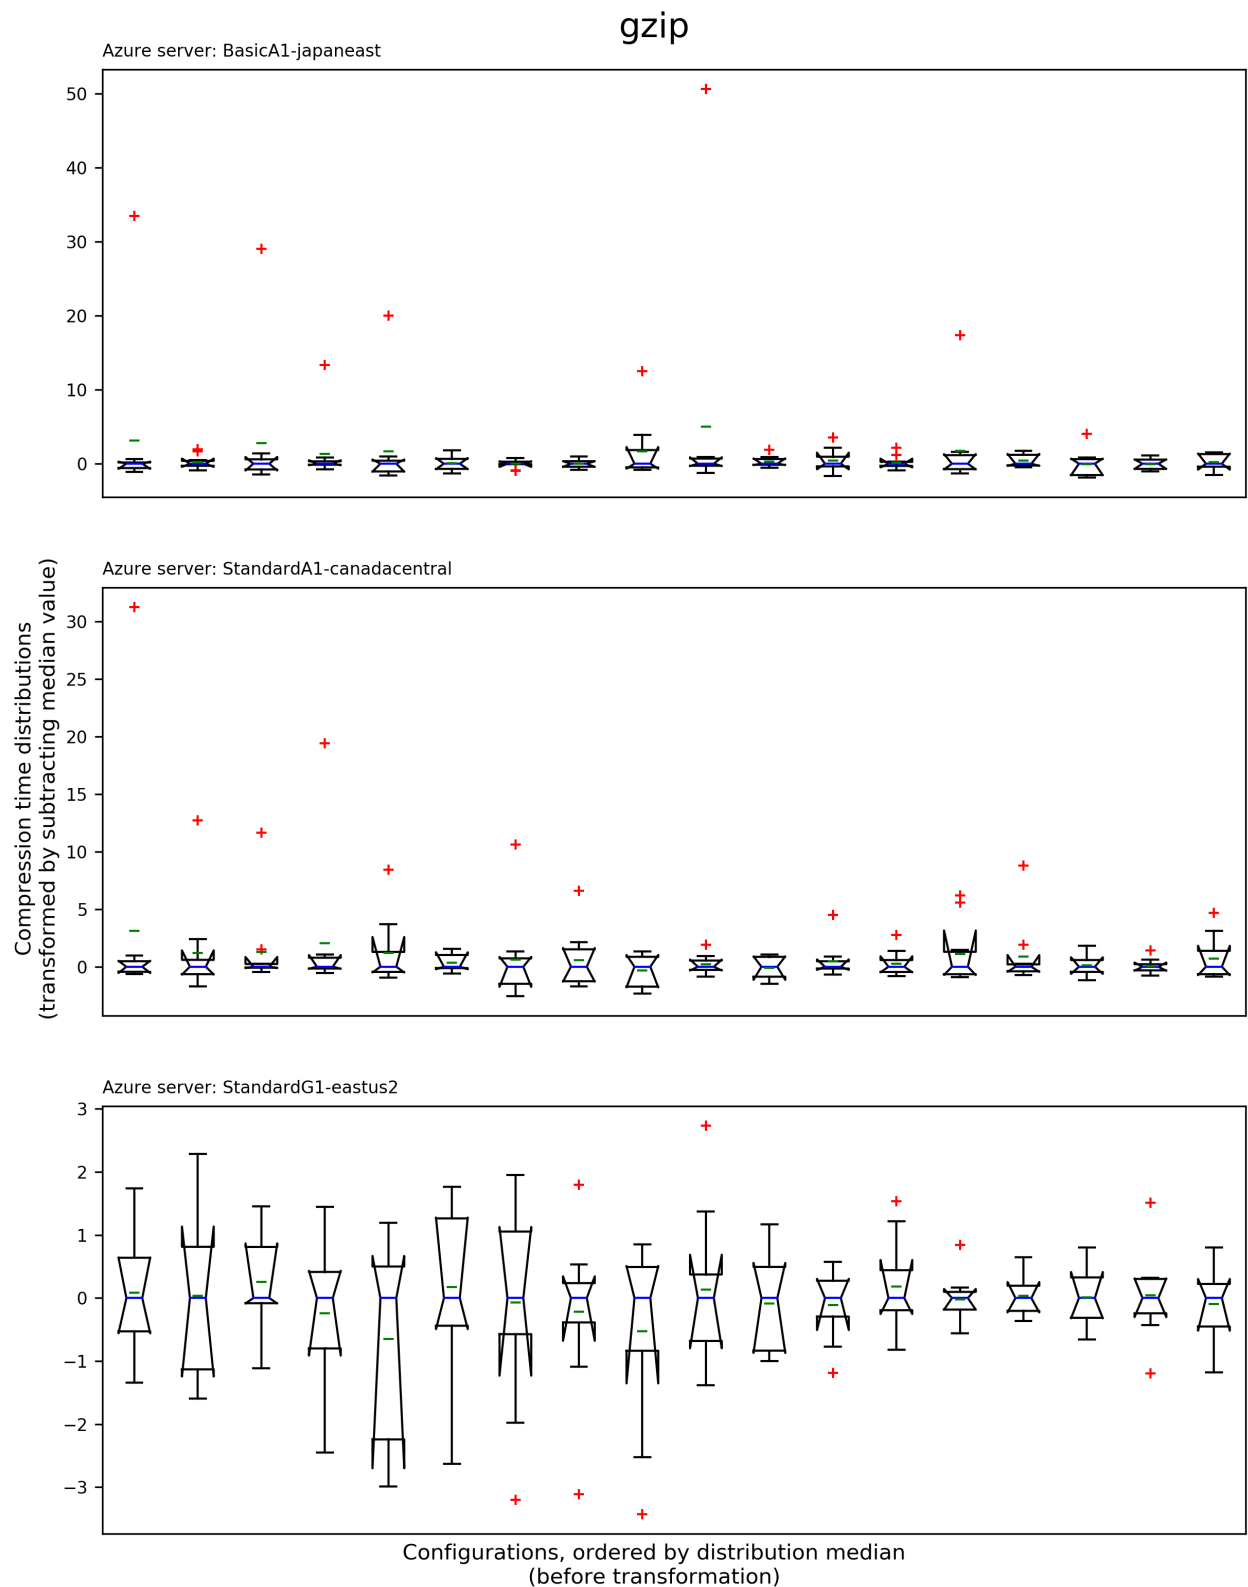 gzip
Azure server: BasicA1-japaneast
50
40
30
20
10
0
Azure server: StandardA1-canadacentral
30
25
20
15
10
5
0
Compression time distributions
(transformed by subtracting median value)
Azure server: StandardG1-eastus2
3
2
1
0
−1
−2
−3
Configurations, ordered by distribution median
(before transformation)